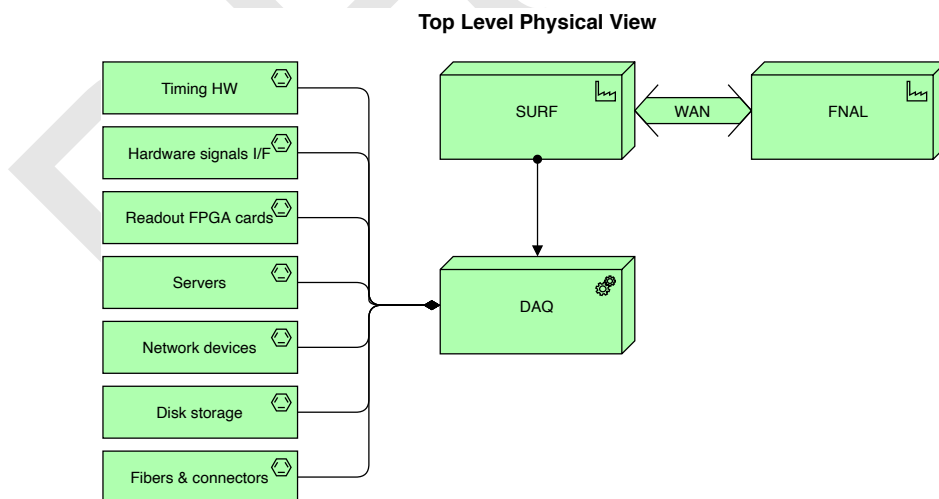 Top Level Physical View
Timing HW
SURF
WAN
FNAL
Hardware signals I/F
Readout FPGA cards
Servers
DAQ
Network devices
Disk storage
Fibers & connectors